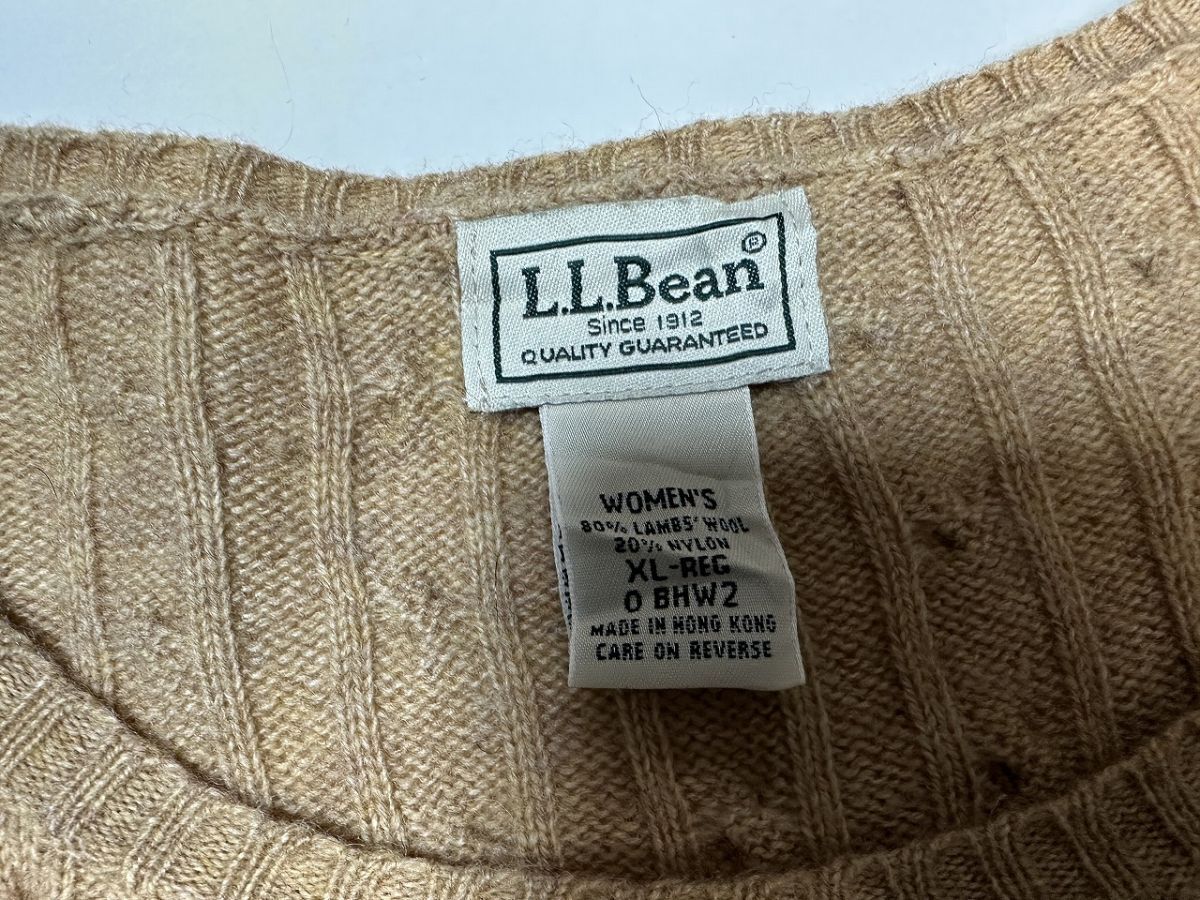 L.L.Bean®
Since 1912
QUALITY GUARANTEED
WOMEN'S
80% LAMBS' WOOL
20% NYLON
XL-REG
0 BHW2
MADE IN HONG KONG
CARE ON REVERSE